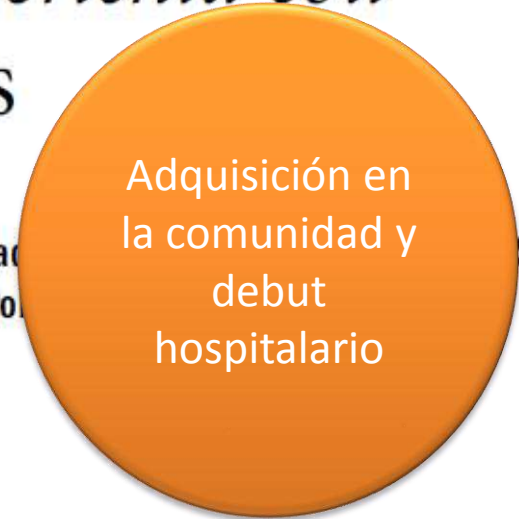 S
Adquisición en
la comunidad y
debut
hospitalario